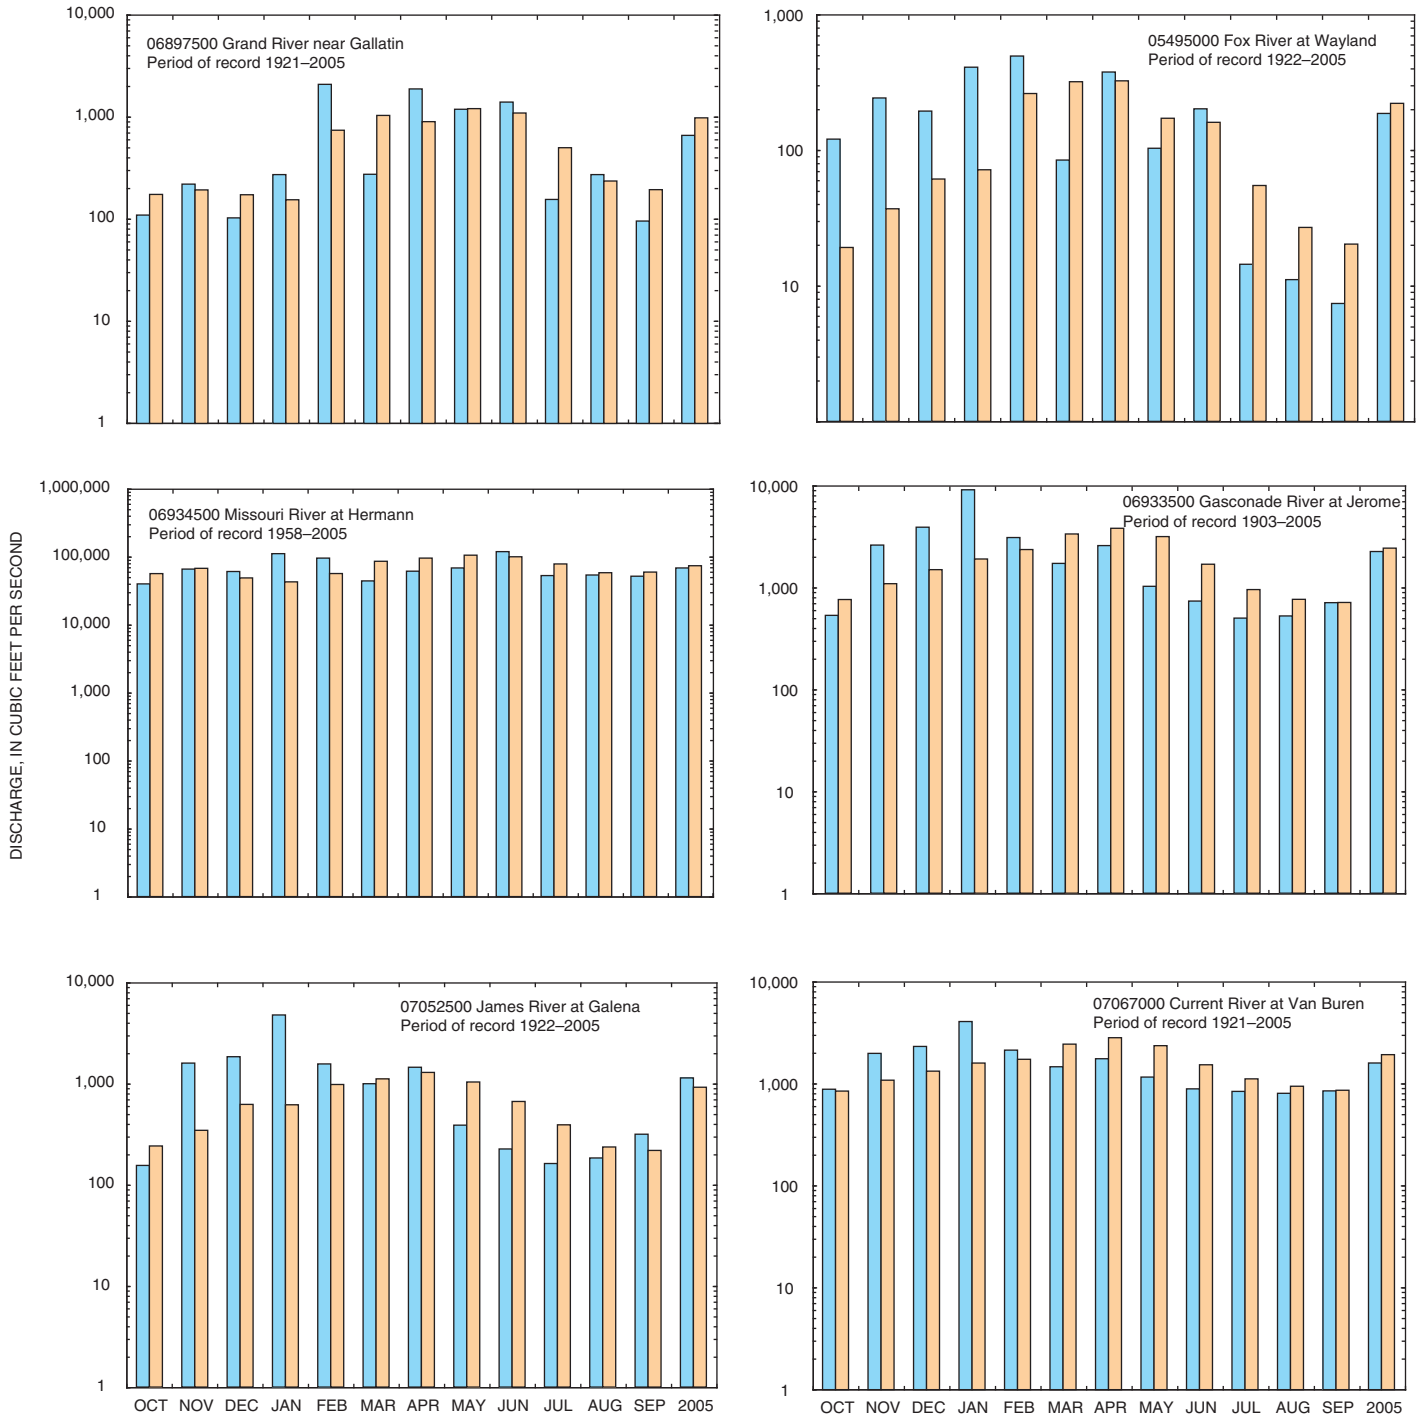 DISCHARGE, IN CUBIC FEET PER SECOND
06897500 Grand River near Gallatin
Period of record 1921–2005
10,000
1,000
100
10
1
05495000 Fox River at Wayland
Period of record 1922–2005
1,000
100
10
06934500 Missouri River at Hermann
Period of record 1958–2005
1,000,000
100,000
10,000
1,000
100
10
1
06933500 Gasconade River at Jerome
Period of record 1903–2005
10,000
1,000
100
10
1
07052500 James River at Galena
Period of record 1922–2005
10,000
1,000
100
10
1
OCT NOV DEC JAN FEB MAR APR MAY JUN JUL AUG SEP 2005
07067000 Current River at Van Buren
Period of record 1921–2005
10,000
1,000
100
10
1
OCT NOV DEC JAN FEB MAR APR MAY JUN JUL AUG SEP 2005